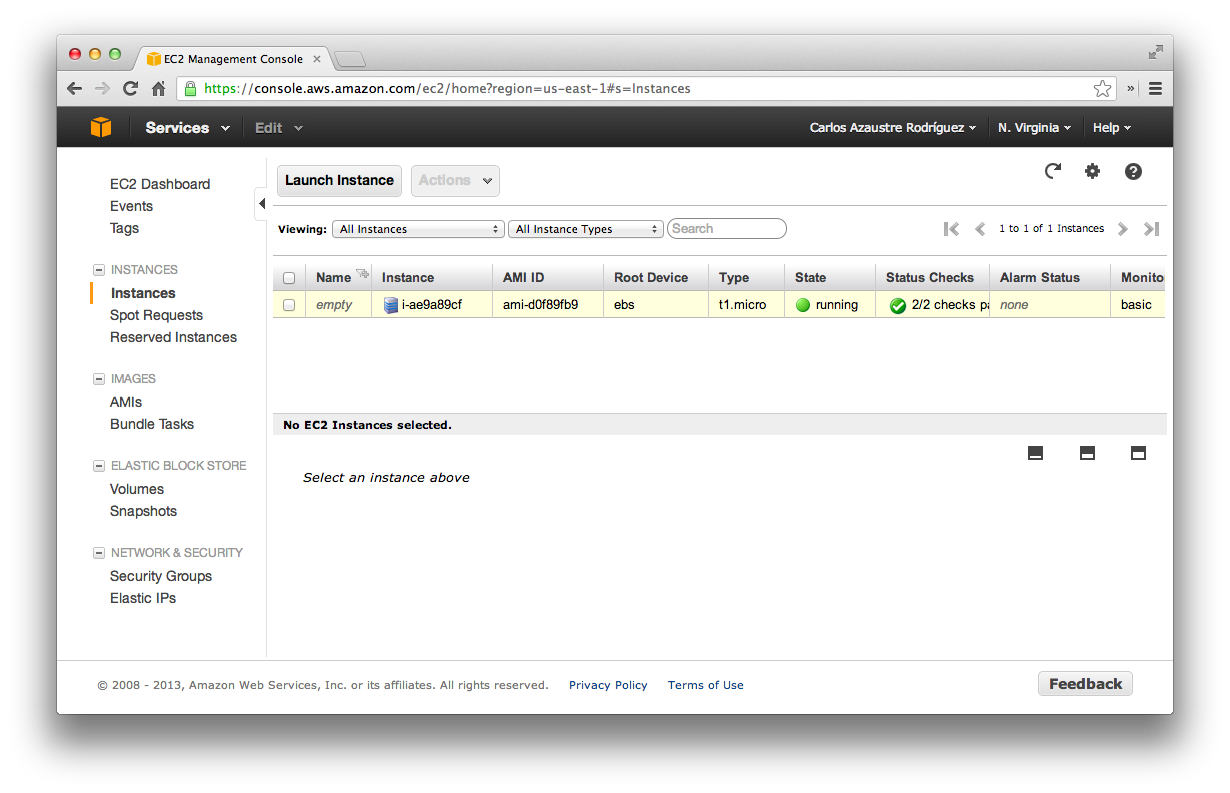 EC2 Management Console
https://console.aws.amazon.com/ec2/home?region=us-east-1#s=Instances
Services Edit Carlos Azaustre Rodríguez N. Virginia Help
EC2 Dashboard
Events
Tags
INSTANCES
Instances
Spot Requests
Reserved Instances
IMAGES
AMIs
Bundle Tasks
ELASTIC BLOCK STORE
Volumes
Snapshots
NETWORK & SECURITY
Security Groups
Elastic IPs
Launch Instance Actions
Viewing: All Instances All Instance Types Search 1 to 1 of 1 Instances
Name Instance AMI ID Root Device Type State Status Checks Alarm Status Monito
empty i-ae9a89cf ami-d0f89fb9 ebs t1.micro running 2/2 checks pa none basic
No EC2 Instances selected.
Select an instance above
© 2008 - 2013, Amazon Web Services, Inc. or its affiliates. All rights reserved. Privacy Policy Terms of Use Feedback